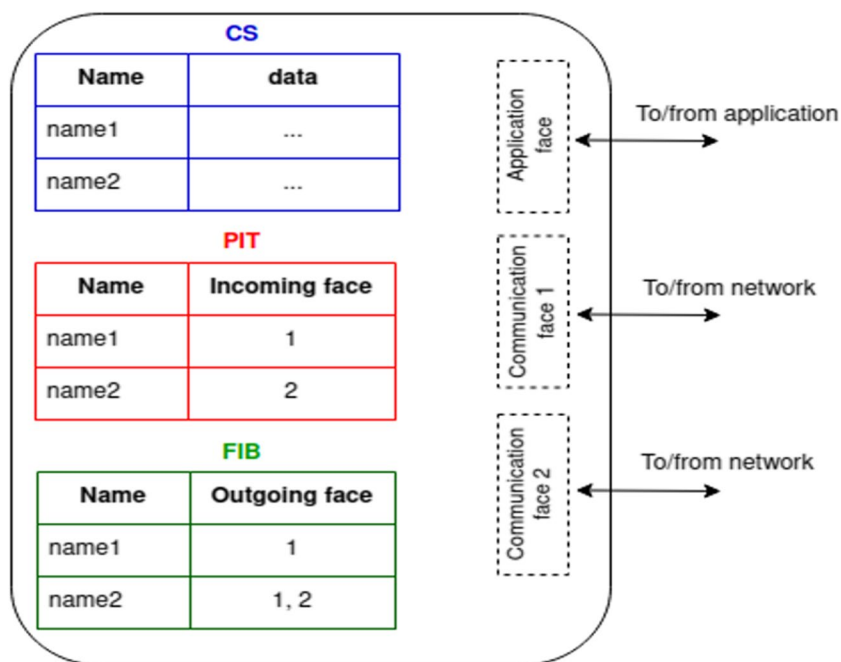 CS
Name data
name1 ...
name2 ...
PIT
Name Incoming face
name1 1
name2 2
FIB
Name Outgoing face
name1 1
name2 1, 2
Application
face
To/from application
Communication
face 1
To/from network
Communication
face 2
To/from network